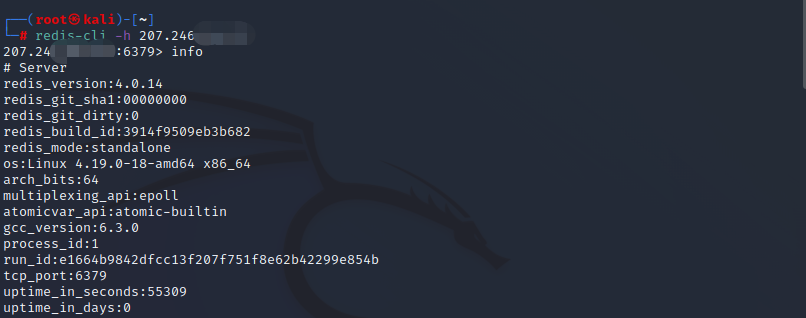 ┌──(root㉿kali)-[~]
└─# redis-cli -h 207.246
207.24 :6379> info
# Server
redis_version:4.0.14
redis_git_sha1:00000000
redis_git_dirty:0
redis_build_id:3914f9509eb3b682
redis_mode:standalone
os:Linux 4.19.0-18-amd64 x86_64
arch_bits:64
multiplexing_api:epoll
atomicvar_api:atomic-builtin
gcc_version:6.3.0
process_id:1
run_id:e1664b9842dfcc13f207f751f8e62b42299e854b
tcp_port:6379
uptime_in_seconds:55309
uptime_in_days:0